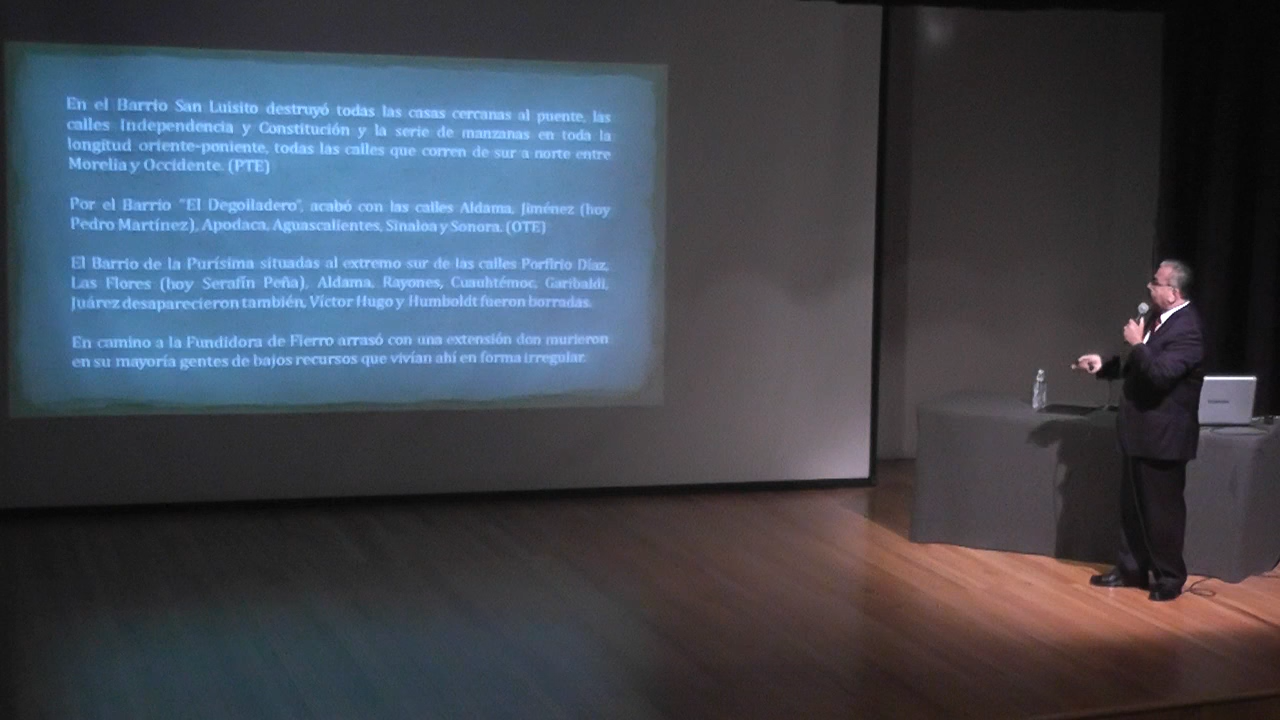 En el Barrio San Luisito destruyó todas las casas cercanas al puente, las
calles Independencia y Constitución y la serie de manzanas en toda la
longitud oriente-poniente, todas las calles que corren de sur a norte entre
Morelia y Occidente. (PTE)
Por el Barrio "El Degolladero", acabó con las calles Aldama, Jiménez (hoy
Pedro Martínez), Apodaca, Aguascalientes, Sinaloa y Sonora. (OTE)
El Barrio de la Purísima situadas al extremo sur de las calles Porfirio Díaz,
Las Flores (hoy Serafín Peña), Aldama, Rayones, Cuauhtémoc, Garibaldi,
Juárez desaparecieron también, Víctor Hugo y Humboldt fueron borradas.
En camino a la Fundidora de Fierro arrasó con una extensión don murieron
en su mayoría gentes de bajos recursos que vivían ahí en forma irregular.